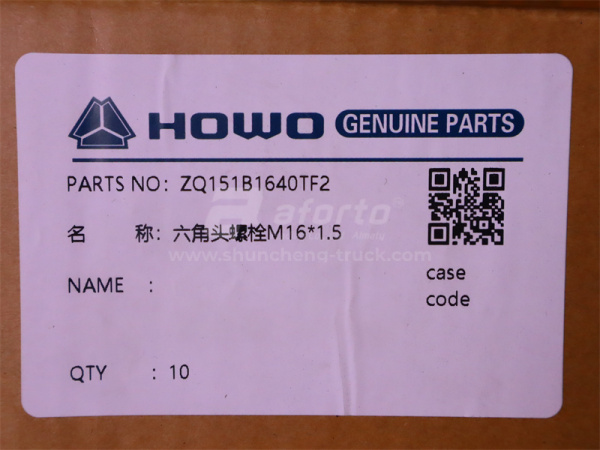 HOWO GENUINE PARTS
PARTS NO: ZQ151B1640TF2
aforto
名 称: 六角头螺栓M16*1.5
www.shuncheng-truck.com
NAME :
case
code
QTY : 10